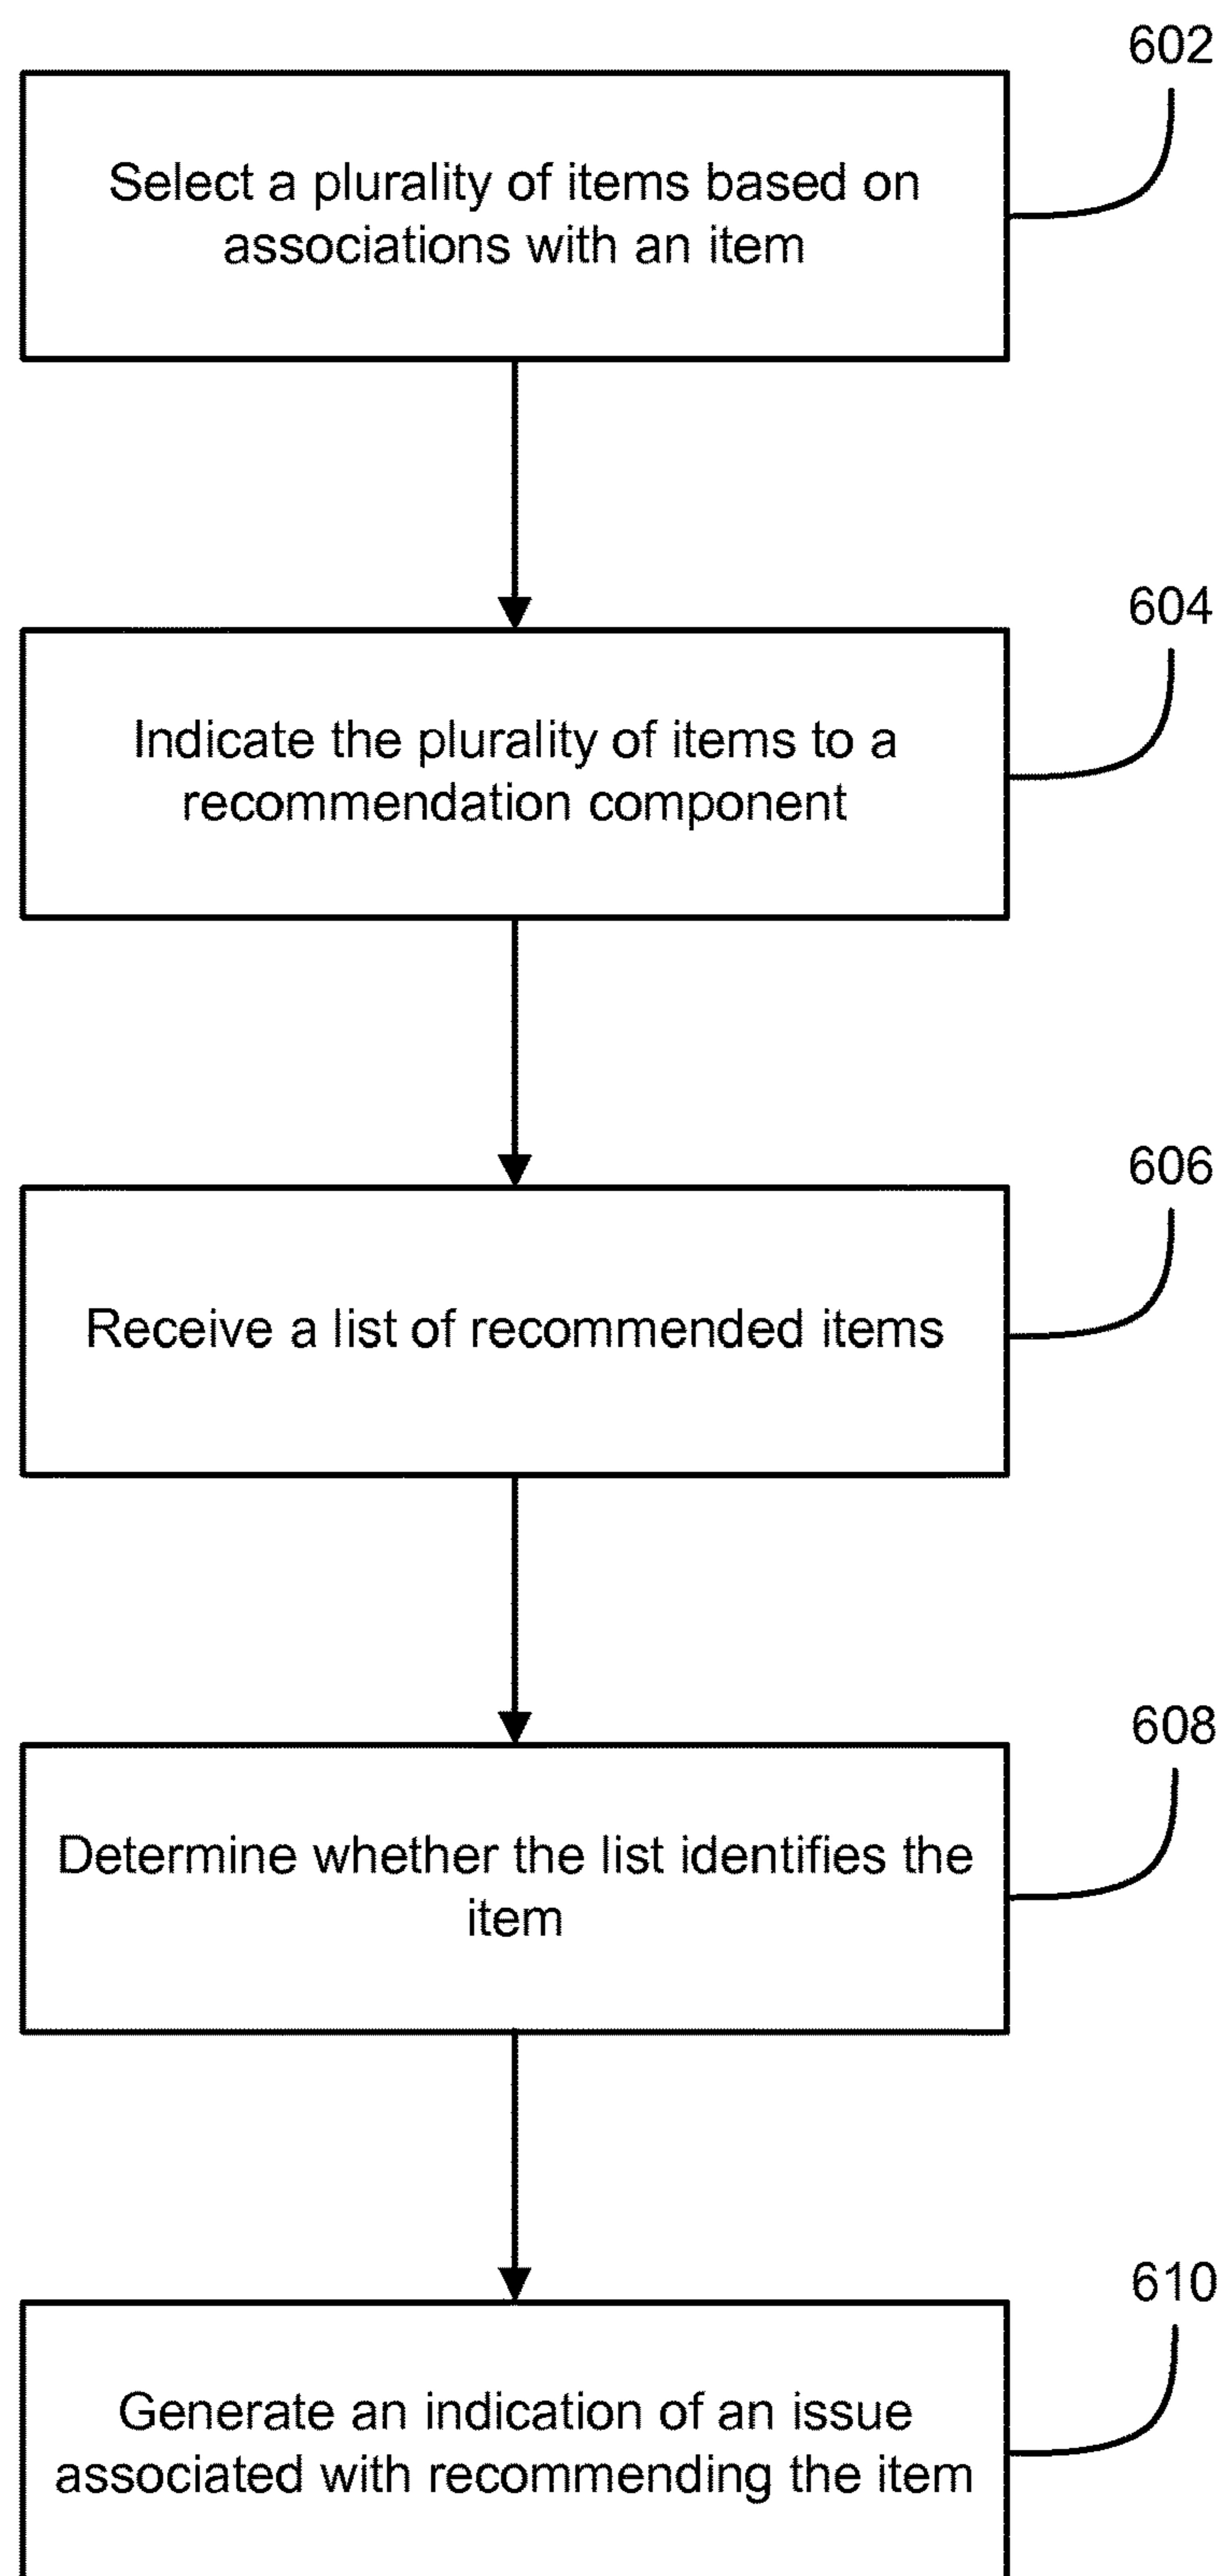 602
Select a plurality of items based on
associations with an item
604
Indicate the plurality of items to a
recommendation component
606
Receive a list of recommended items
608
Determine whether the list identifies the
item
610
Generate an indication of an issue
associated with recommending the item